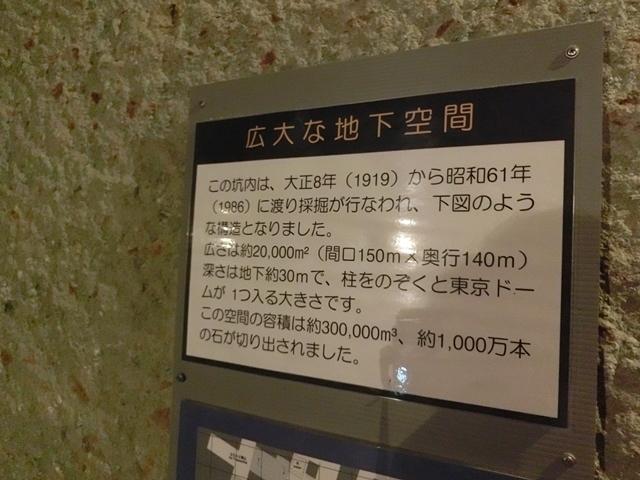 広大な地下空間
この坑内は、大正8年（1919）から昭和61年
（1986）に渡り採掘が行なわれ、下図のよう
な構造となりました。
広さは約20,000m²（間口150m×奥行140m）
深さは地下約30mで、柱をのぞくと東京ドー
ムが 1つ入る大きさです。
この空間の容積は約300,000m³、約1,000万本
の石が切り出されました。